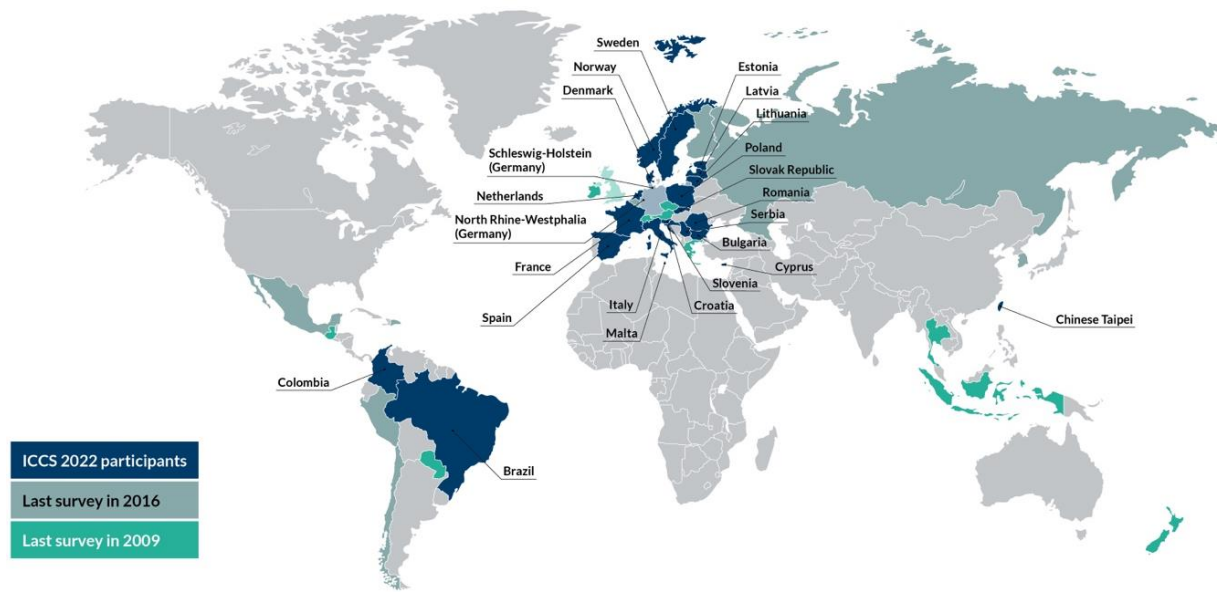 Sweden
Norway
Denmark
Estonia
Latvia
Lithuania
Poland
Slovak Republic
Romania
Serbia
Bulgaria
Cyprus
Schleswig-Holstein
(Germany)
Netherlands
North Rhine-Westphalia
(Germany)
France
Spain
Italy
Malta
Slovenia
Croatia
Chinese Taipei
Colombia
Brazil
ICCS 2022 participants
Last survey in 2016
Last survey in 2009